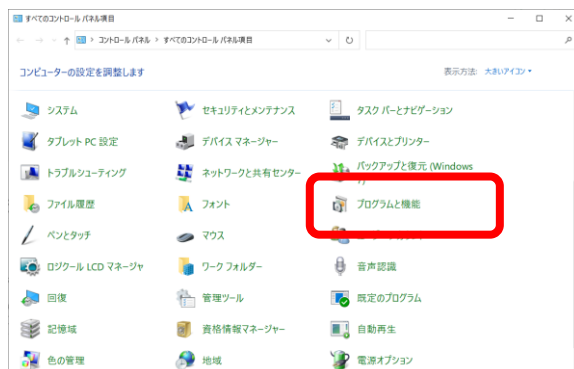 すべてのコントロール パネル項目
コントロール パネル > すべてのコントロール パネル項目
コンピューターの設定を調整します
表示方法: 大きいアイコン
システム
セキュリティとメンテナンス
タスク バーとナビゲーション
タブレット PC 設定
デバイス マネージャー
デバイスとプリンター
トラブルシューティング
ネットワークと共有センター
バックアップと復元 (Windows
ファイル履歴
フォント
プログラムと機能
ペンとタッチ
マウス
ロジクール LCD マネージャ
ワーク フォルダー
音声認識
回復
管理ツール
既定のプログラム
記憶域
資格情報マネージャー
自動再生
色の管理
地域
電源オプション